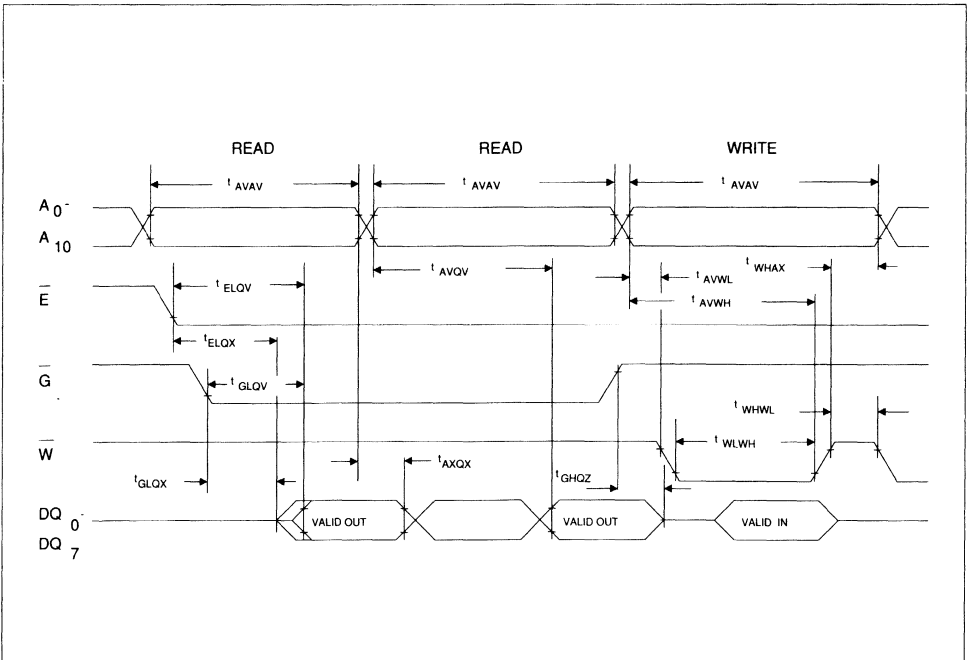 READ READ WRITE
t AVAV t AVAV t AVAV
A 0 -
A 10
t AVQV t AVWL t WHAX
E t ELQV t AVWH
t ELQX
G t GLQV
t WHWL
W t WLWH
t GLQX t AXQX t GHQZ
DQ 0 - VALID OUT VALID OUT VALID IN
DQ 7